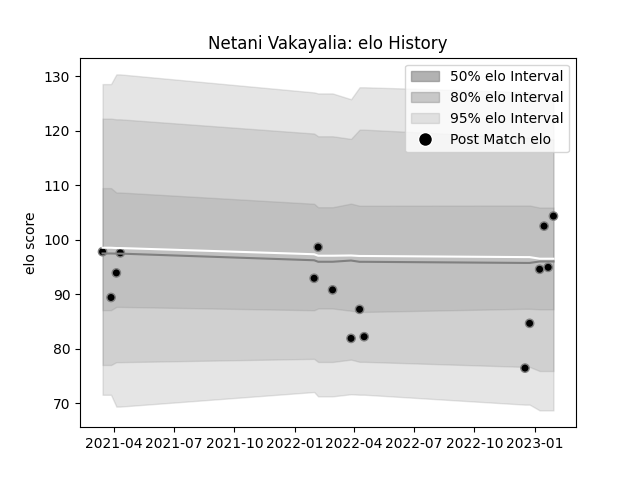 Netani Vakayalia: elo History
50% elo Interval
80% elo Interval
95% elo Interval
Post Match elo
elo score
130
120
110
100
90
80
70
2021-04 2021-07 2021-10 2022-01 2022-04 2022-07 2022-10 2023-01